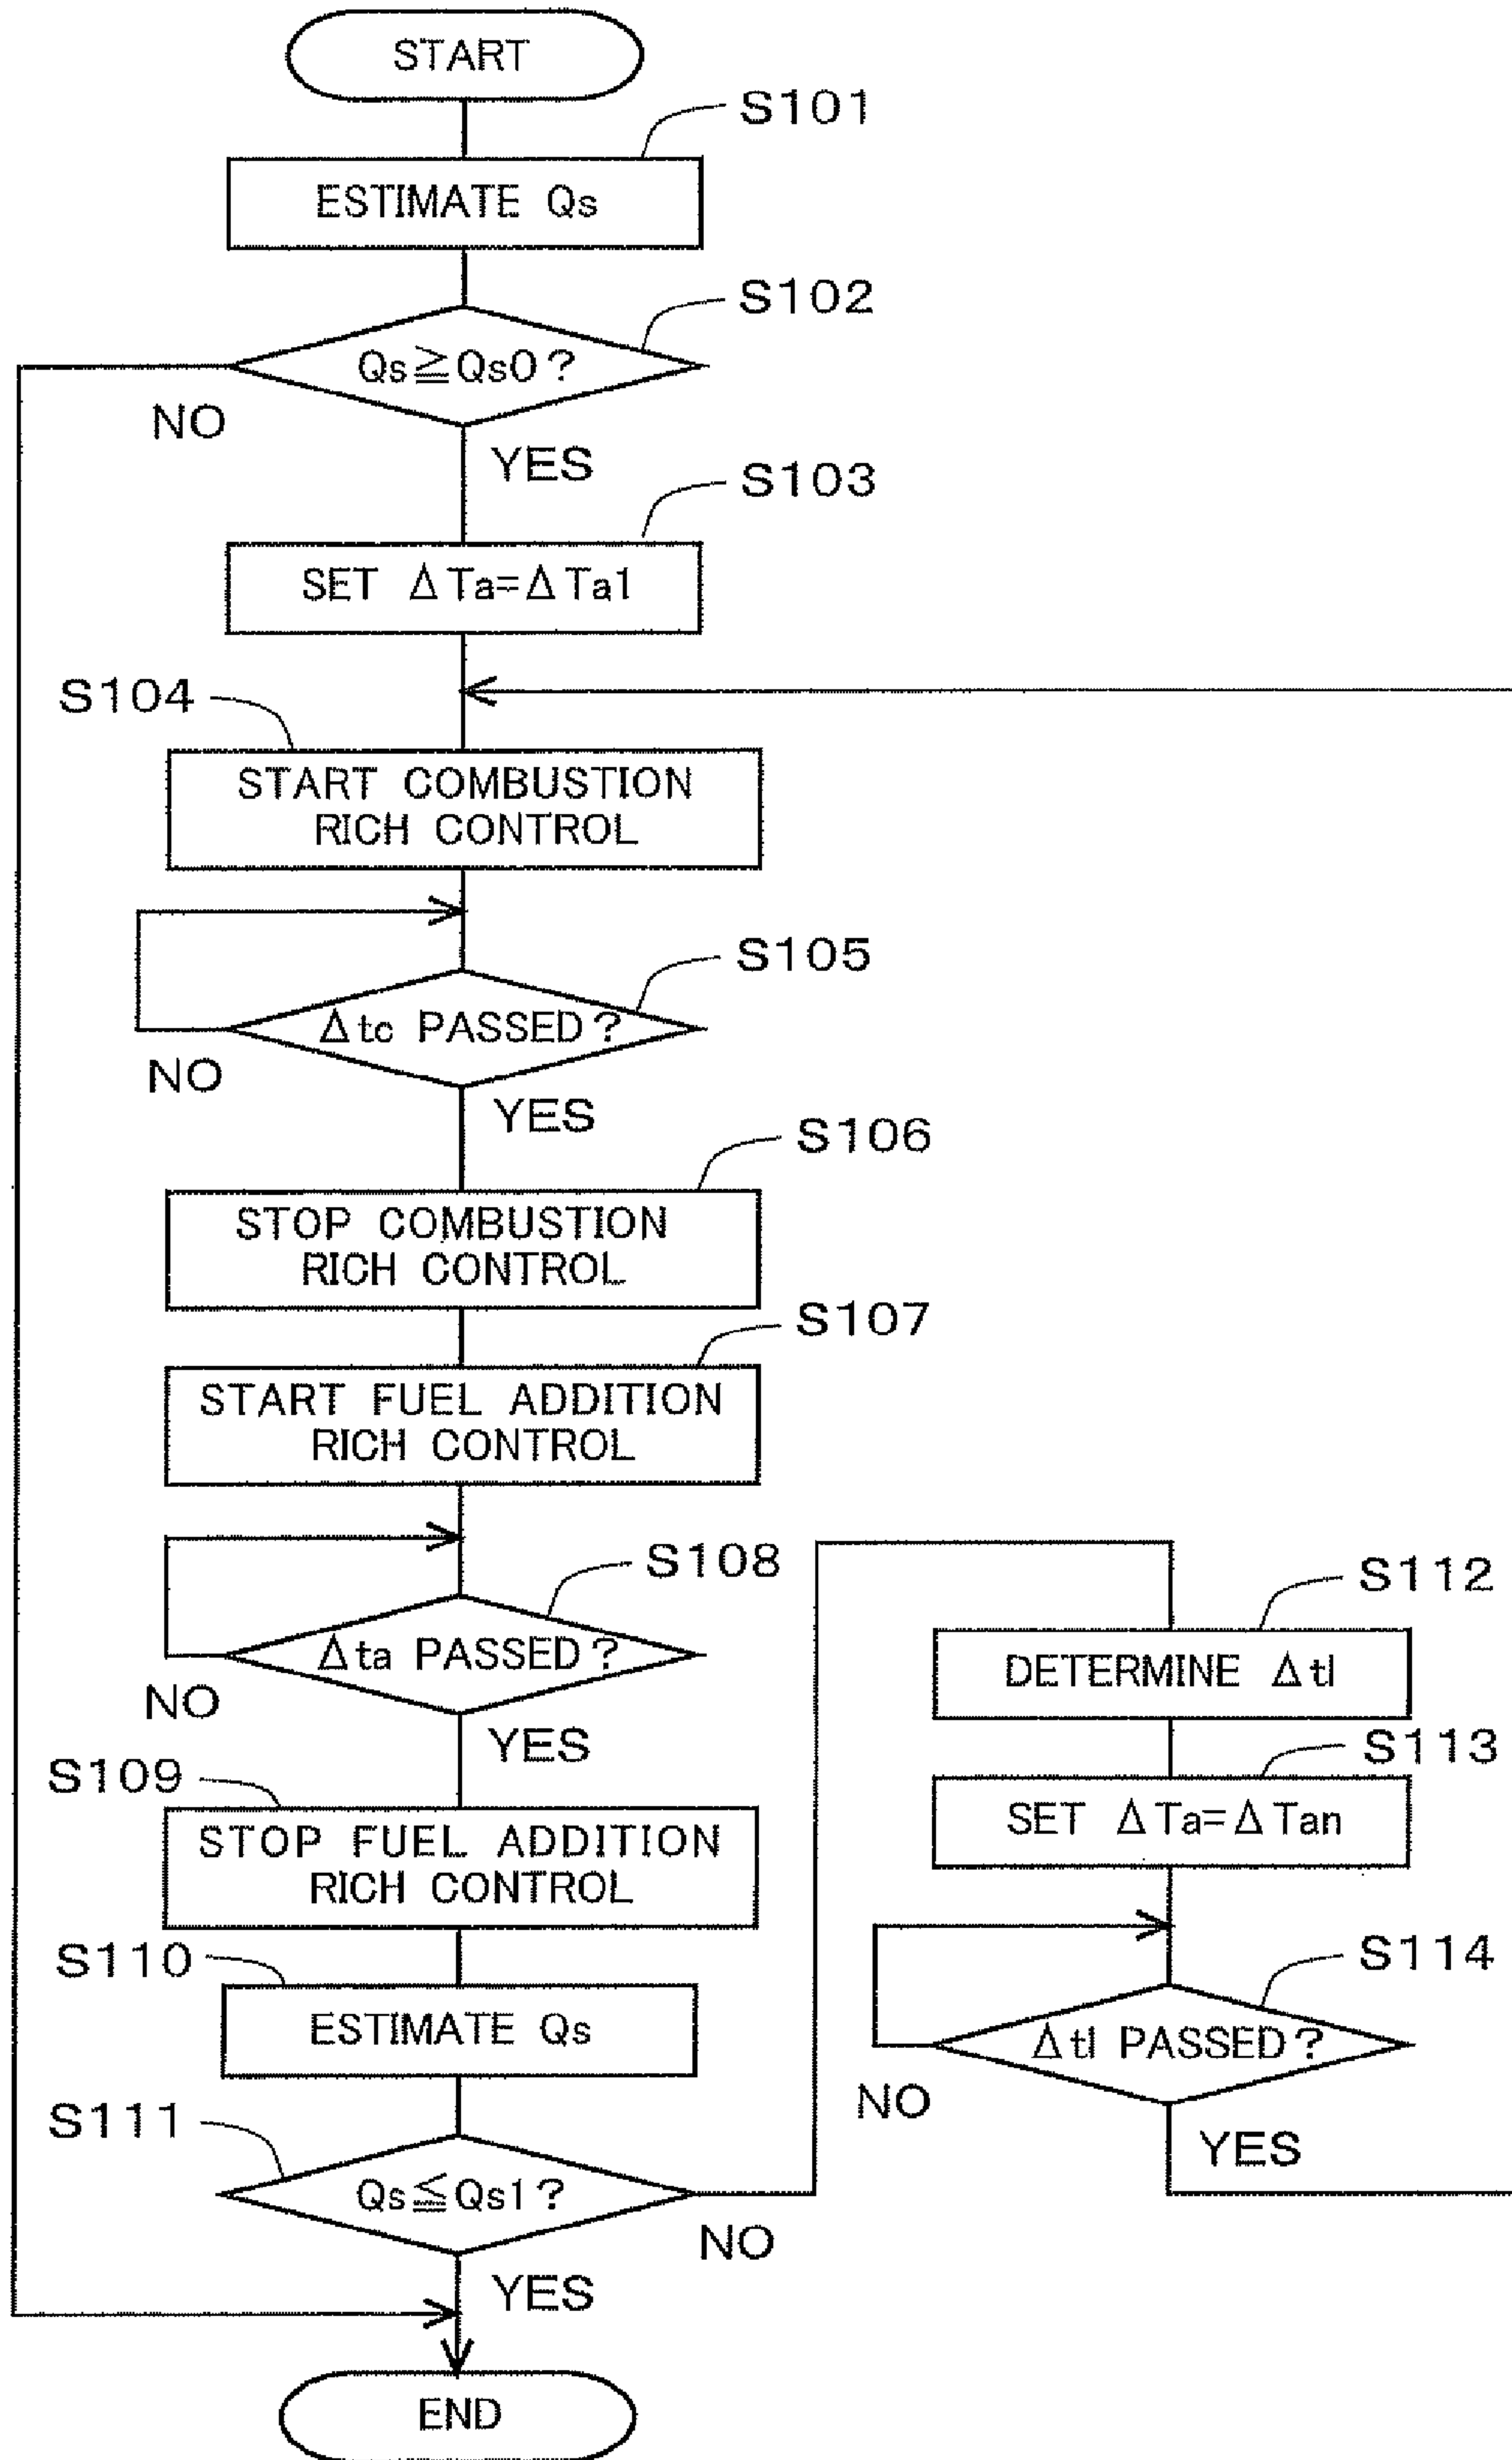 START
S101
ESTIMATE Qs
S102
Qs≧Qs0?
NO
YES
S103
SET ΔTa=ΔTa1
S104
START COMBUSTION
RICH CONTROL
S105
Δtc PASSED?
NO
YES
S106
STOP COMBUSTION
RICH CONTROL
S107
START FUEL ADDITION
RICH CONTROL
S108
Δta PASSED?
NO
YES
S109
STOP FUEL ADDITION
RICH CONTROL
S110
ESTIMATE Qs
S111
Qs≦Qs1?
NO
YES
S112
DETERMINE Δtl
S113
SET ΔTa=ΔTan
S114
Δtl PASSED?
NO
YES
END